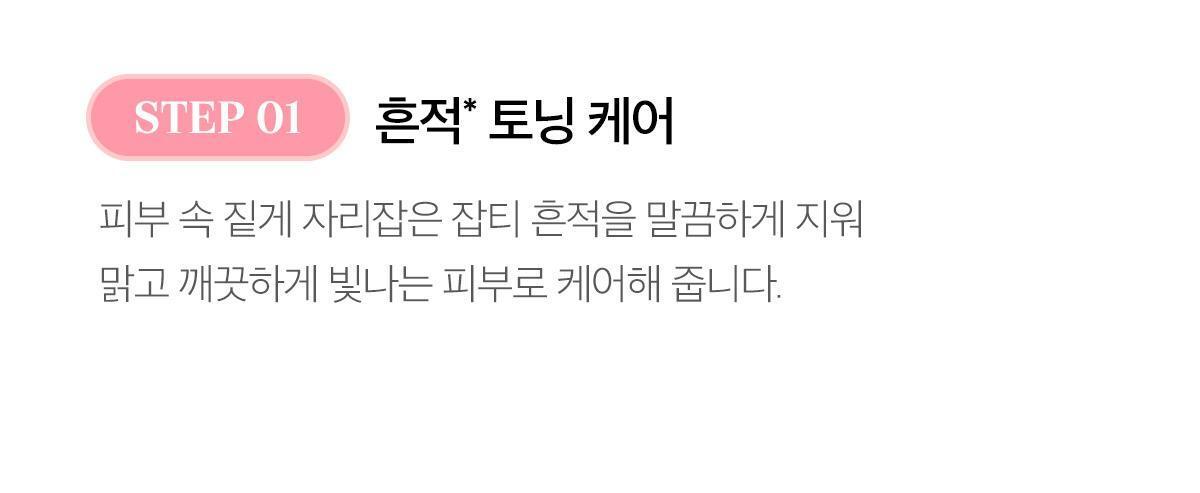 STEP 01 흔적* 토닝 케어
피부 속 짙게 자리잡은 잡티 흔적을 말끔하게 지워
맑고 깨끗하게 빛나는 피부로 케어해 줍니다.